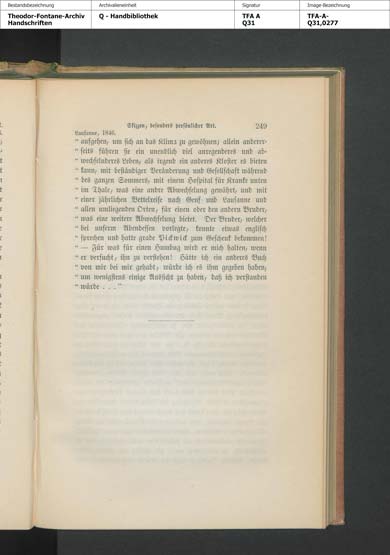 Bestandsbezeichnung
Archivalieneinheit
Signatur
Image-Bezeichnung
Theodor-Fontane-Archiv
Handschriften
Q - Handbibliothek
TFA A
Q31
TFA-A-
Q31,0277
Skizzen, besonders persönlicher Art. 249
Lausanne, 1846.
" aufgehen, um sich an das Klima zu gewöhnen; allein anderer-
" seits führen sie ein unendlich viel anregenderes und ab-
" wechselnderes Leben, als irgend ein anderes Kloster es bieten
" kann, mit beständiger Veränderung und Gesellschaft während
" des ganzen Sommers, mit einem Hospital für Kranke unten
" im Thale, was eine andre Abwechselung gewährt, und mit
" einer jährlichen Bettelreise nach Genf und Lausanne und
" allen umliegenden Orten, für einen oder den andern Bruder,
" was eine weitere Abwechselung bietet. Der Bruder, welcher
" bei unserm Abendessen vorlegte, konnte etwas englisch
" sprechen und hatte grade Pickwick zum Geschenk bekommen!
" — Für was für einen Humbug wird er mich halten, wenn
" er versucht, ihn zu verstehen! Hätte ich ein anderes Buch
" von mir bei mir gehabt, würde ich es ihm gegeben haben,
" um wenigstens einige Aussicht zu haben, daß ich verstanden
" würde . . ."